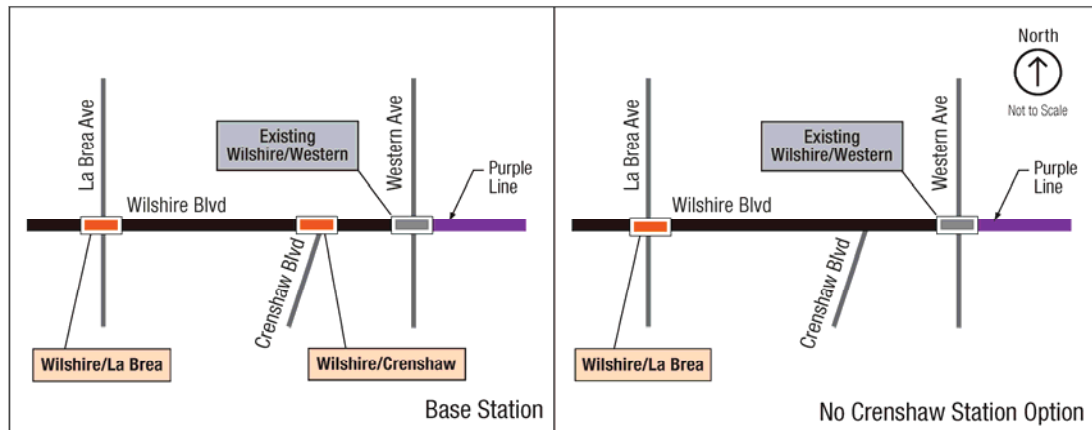 La Brea Ave
Existing
Wilshire/Western
Western Ave
Purple
Line
Wilshire Blvd
Crenshaw Blvd
Wilshire/La Brea
Wilshire/Crenshaw
Base Station
North
Not to Scale
La Brea Ave
Existing
Wilshire/Western
Western Ave
Purple
Line
Wilshire Blvd
Crenshaw Blvd
Wilshire/La Brea
No Crenshaw Station Option